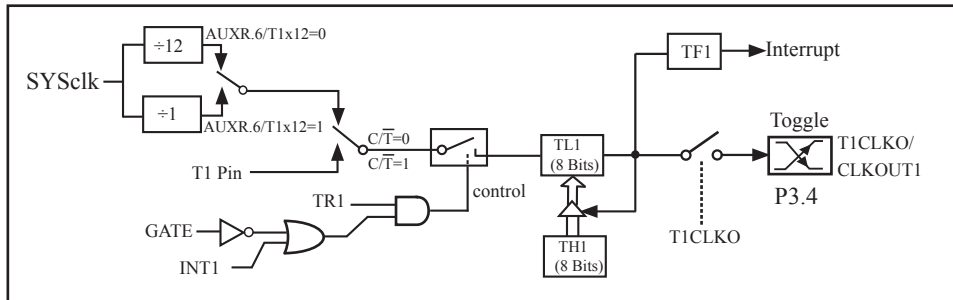 AUXR.6/T1x12=0
÷12
SYSclk
÷1
AUXR.6/T1x12=1
T1 Pin
C/T̅=0
C/T̅=1
TR1
GATE
INT1
control
TL1
(8 Bits)
TH1
(8 Bits)
TF1
Interrupt
Toggle
T1CLKO/
CLKOUT1
P3.4
T1CLKO